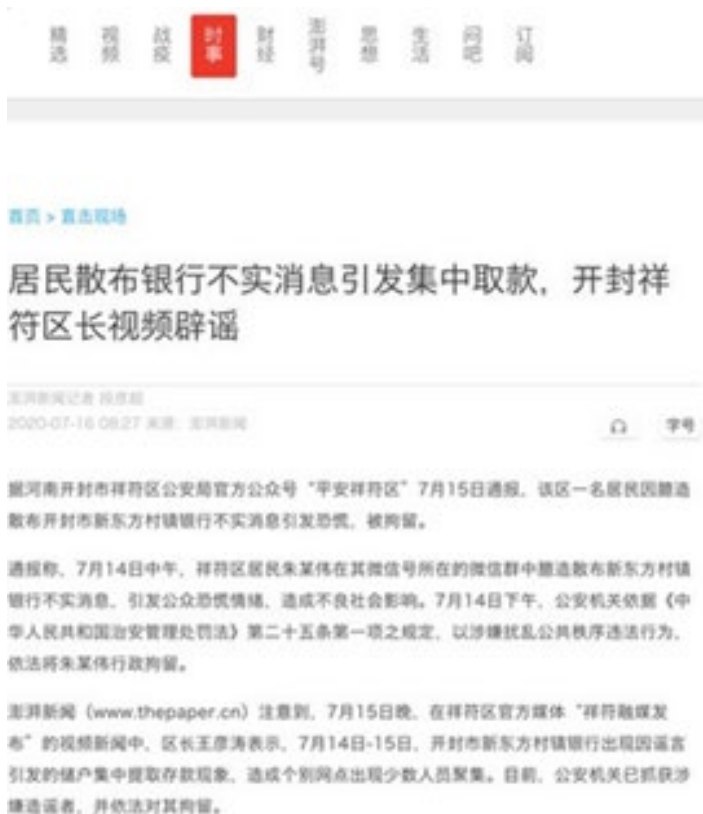 精选 视频 战疫 时事 财经 澎湃号 思想 生活 问吧 订阅
首页 > 直击现场
居民散布银行不实消息引发集中取款，开封祥
符区长视频辟谣
澎湃新闻记者
2020-07-16 08:27 来源：澎湃新闻
字号
据河南开封市祥符区公安局官方公众号“平安祥符区”7月15日通报，该区一名居民因臆造
散布开封市新东方村镇银行不实消息引发恐慌，被拘留。
通报称，7月14日中午，祥符区居民朱某伟在其微信号所在的微信群中臆造散布新东方村镇
银行不实消息，引发公众恐慌情绪，造成不良社会影响。7月14日下午，公安机关依据《中
华人民共和国治安管理处罚法》第二十五条第一项之规定，以涉嫌扰乱公共秩序违法行为，
依法将朱某伟行政拘留。
澎湃新闻（www.thepaper.cn）注意到，7月15日晚，在祥符区官方媒体“祥符融媒发
布”的视频新闻中，区长王彦涛表示，7月14日-15日，开封市新东方村镇银行出现因谣言
引发的储户集中提取存款现象，造成个别网点出现少数人员聚集。目前，公安机关已抓获涉
嫌造谣者，并依法对其拘留。